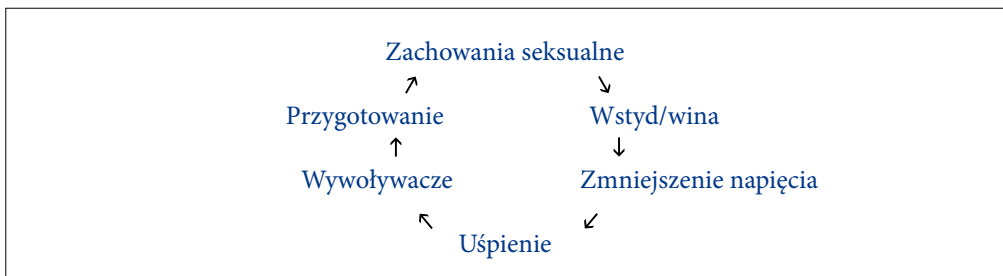 Zachowania seksualne
Przygotowanie Wstyd/wina
Wywoływacze Zmniejszenie napięcia
Uśpienie